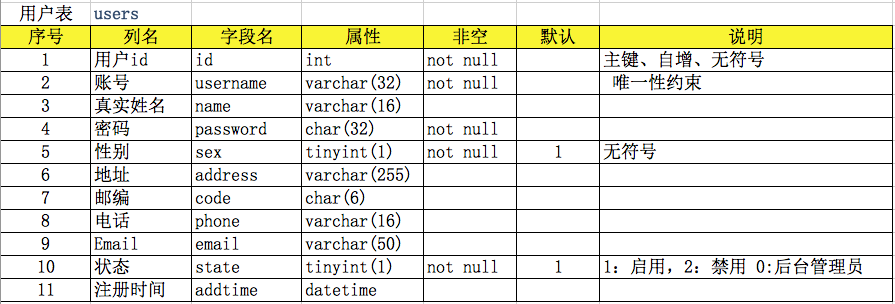 用户表 users
序号 列名 字段名 属性 非空 默认 说明
1 用户id id int not null 主键、自增、无符号
2 账号 username varchar(32) not null 唯一性约束
3 真实姓名 name varchar(16)
4 密码 password char(32) not null
5 性别 sex tinyint(1) not null 1 无符号
6 地址 address varchar(255)
7 邮编 code char(6)
8 电话 phone varchar(16)
9 Email email varchar(50)
10 状态 state tinyint(1) not null 1 1: 启用，2: 禁用 0:后台管理员
11 注册时间 addtime datetime